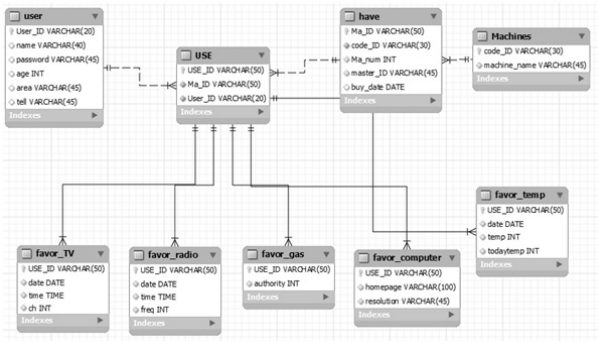 user
User_ID VARCHAR(20)
name VARCHAR(40)
password VARCHAR(45)
age INT
area VARCHAR(45)
tell VARCHAR(45)
Indexes
USE
USE_ID VARCHAR(50)
Ma_ID VARCHAR(50)
User_ID VARCHAR(20)
Indexes
have
Ma_ID VARCHAR(50)
code_ID VARCHAR(30)
Ma_num INT
master_ID VARCHAR(45)
buy_date DATE
Indexes
Machines
code_ID VARCHAR(30)
machine_name VARCHAR(45)
Indexes
favor_TV
USE_ID VARCHAR(50)
date DATE
time TIME
ch INT
Indexes
favor_radio
USE_ID VARCHAR(50)
date DATE
time TIME
freq INT
Indexes
favor_gas
USE_ID VARCHAR(50)
authority INT
Indexes
favor_computer
USE_ID VARCHAR(50)
homepage VARCHAR(100)
resolution VARCHAR(45)
Indexes
favor_temp
USE_ID VARCHAR(50)
date DATE
temp INT
todaytemp INT
Indexes